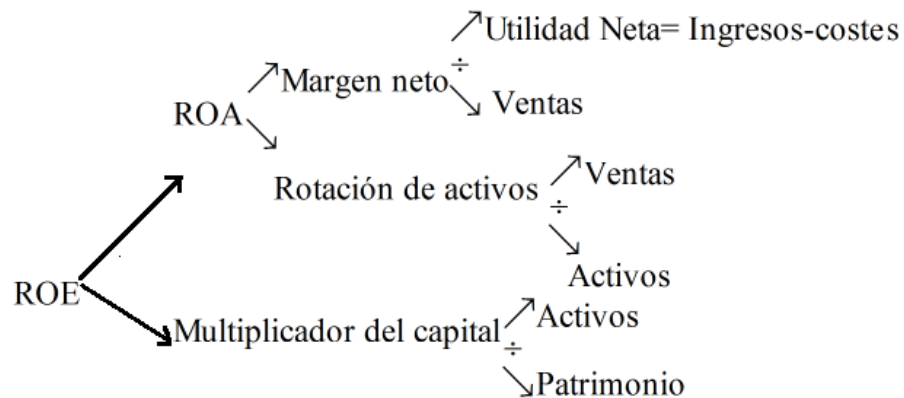 Utilidad Neta= Ingresos-costes
÷
Margen neto
Ventas
ROA
Rotación de activos
Ventas
÷
Activos
ROE
Multiplicador del capital
Activos
÷
Patrimonio